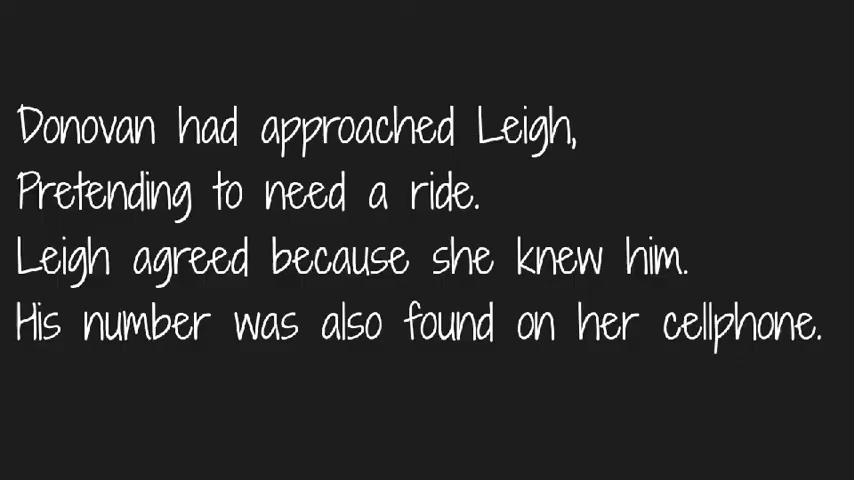 Donovan had approached Leigh,
Pretending to need a ride.
Leigh agreed because she knew him.
His number was also found on her cellphone.